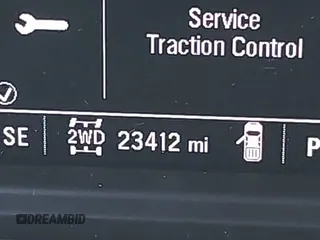 Service
Traction Control
SE 2WD 23412 mi P
DREAMBID